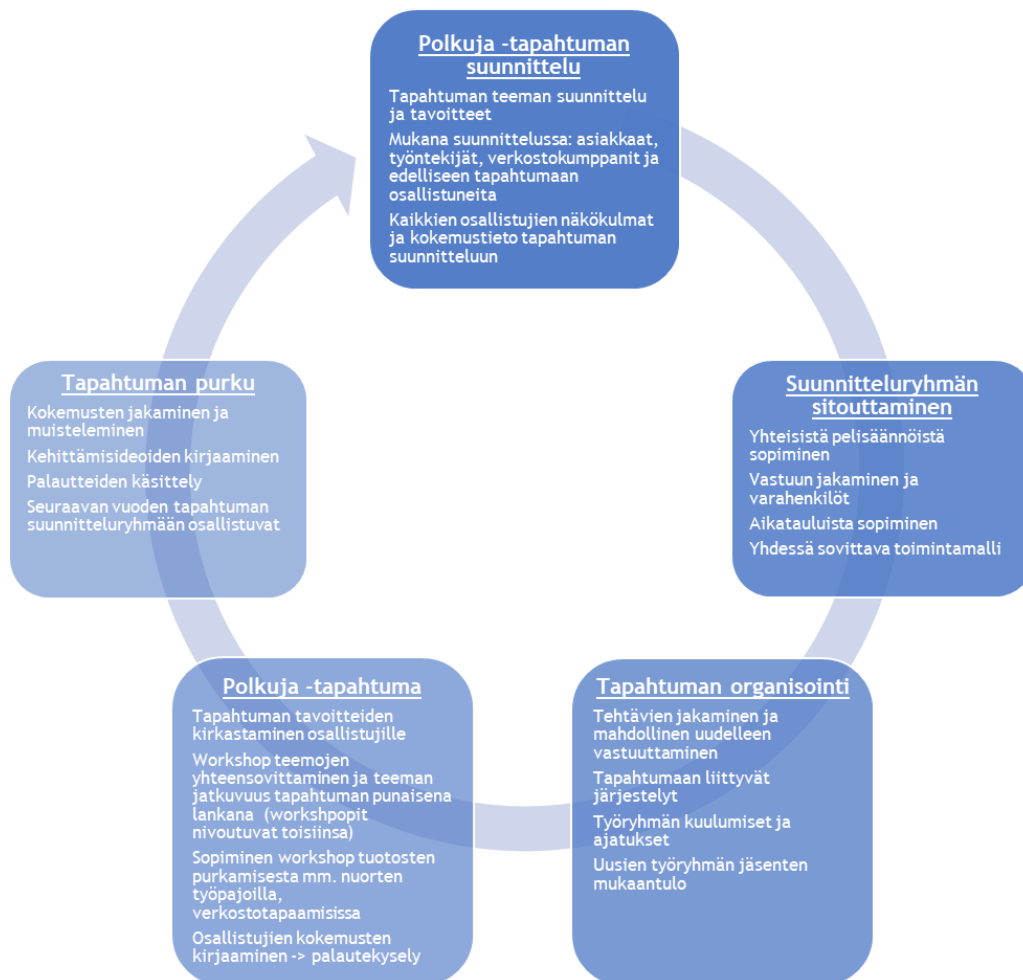 Polkuja -tapahtuman
suunnittelu
Tapahtuman teeman suunnittelu
ja tavoitteet
Mukana suunnittelussa: asiakkaat,
työntekijät, verkostokumppanit ja
edelliseen tapahtumaan
osallistuneita
Kaikkien osallistujien näkökulmat
ja kokemustieto tapahtuman
suunnitteluun
Suunnitteluryhmän
sitouttaminen
Yhteisistä pelisäännöistä
sopiminen
Vastuun jakaminen ja
varahenkilöt
Aikatauluista sopiminen
Yhdessä sovittava toimintamalli
Tapahtuman organisointi
Tehtävien jakaminen ja
mahdollinen uudelleen
vastuuttaminen
Tapahtumaan liittyvät
järjestelyt
Työryhmän kuulumiset ja
ajatukset
Uusien työryhmän jäsenten
mukaantulo
Polkuja -tapahtuma
Tapahtuman tavoitteiden
kirkastaminen osallistujille
Workshop teemojen
yhteensovittaminen ja teeman
jatkuvuus tapahtuman punaisena
lankana (workshpopit
nivoutuvat toisiinsa)
Sopiminen workshop tuotosten
purkamisesta mm. nuorten
työpajoilla,
verkostotapaamisissa
Osallistujien kokemusten
kirjaaminen -> palautekysely
Tapahtuman purku
Kokemusten jakaminen ja
muisteleminen
Kehittämisideoiden kirjaaminen
Palautteiden käsittely
Seuraavan vuoden tapahtuman
suunnitteluryhmään osallistuvat